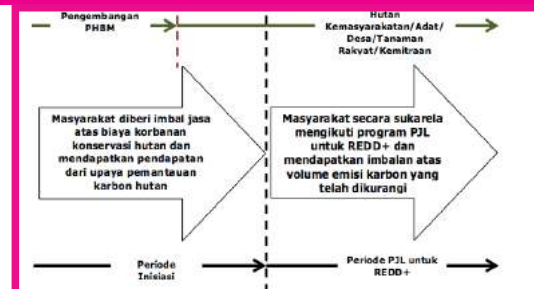 Pengembangan
PHBM
Hutan
Kemasyarakatan/Adat/
Desa/Tanaman
Rakyat/Kemitraan
Masyarakat diberi imbal jasa
atas biaya korbanan
konservasi hutan dan
mendapatkan pendapatan
dari upaya pemantauan
karbon hutan
Masyarakat secara sukarela
mengikuti program PJL
untuk REDD+ dan
mendapatkan imbalan atas
volume emisi karbon yang
telah dikurangi
Periode
Inisiasi
Periode PJL untuk
REDD+